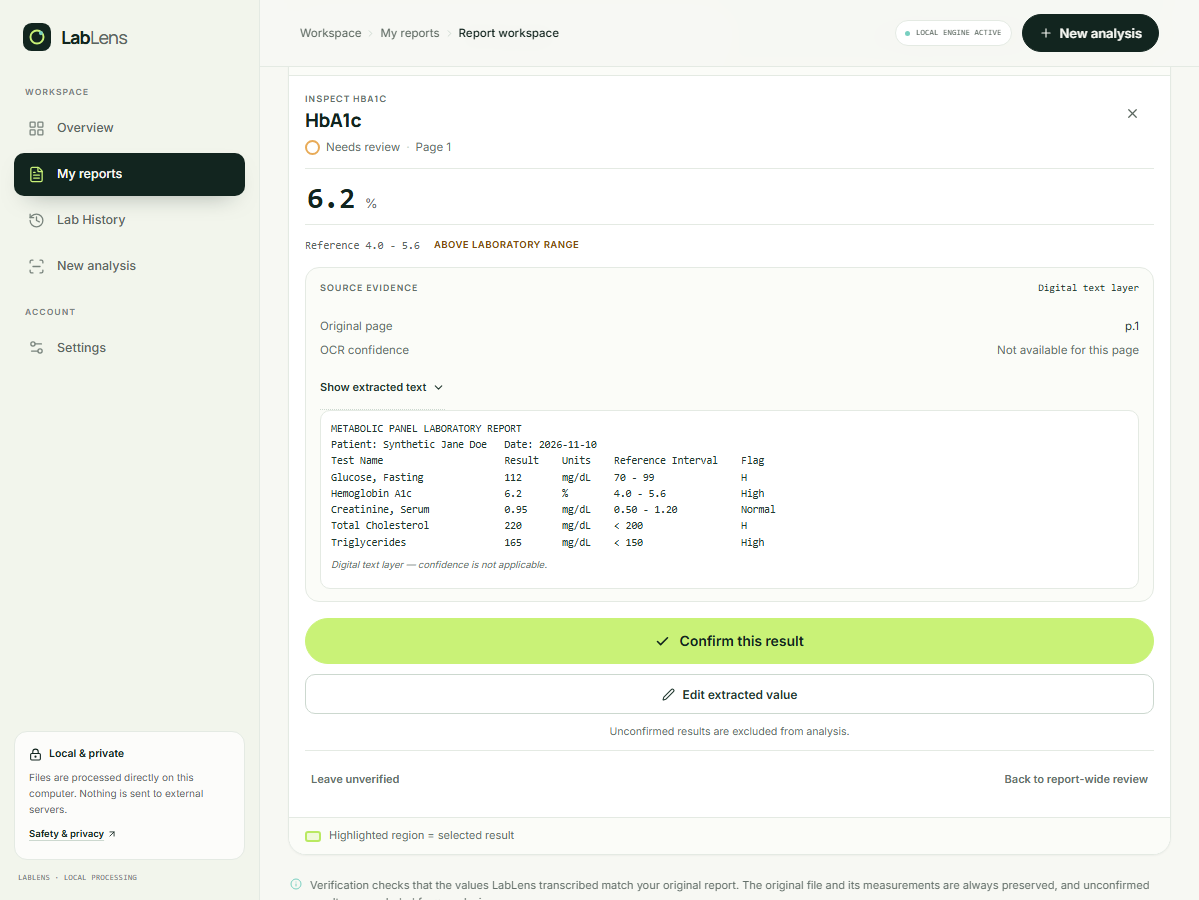 LabLens
WORKSPACE
Overview
My reports
Lab History
New analysis
ACCOUNT
Settings
Local & private
Files are processed directly on this
computer. Nothing is sent to external
servers.
Safety & privacy
LABLENS · LOCAL PROCESSING
Workspace My reports Report workspace
LOCAL ENGINE ACTIVE
New analysis
INSPECT HBA1C
HbA1c
Needs review · Page 1
6.2 %
Reference 4.0 - 5.6 ABOVE LABORATORY RANGE
SOURCE EVIDENCE Digital text layer
Original page p.1
OCR confidence Not available for this page
Show extracted text
METABOLIC PANEL LABORATORY REPORT
Patient: Synthetic Jane Doe Date: 2026-11-10
Test Name Result Units Reference Interval Flag
Glucose, Fasting 112 mg/dL 70 - 99 H
Hemoglobin A1c 6.2 % 4.0 - 5.6 High
Creatinine, Serum 0.95 mg/dL 0.50 - 1.20 Normal
Total Cholesterol 220 mg/dL < 200 H
Triglycerides 165 mg/dL < 150 High
Digital text layer — confidence is not applicable.
Confirm this result
Edit extracted value
Unconfirmed results are excluded from analysis.
Leave unverified Back to report-wide review
Highlighted region = selected result
Verification checks that the values LabLens transcribed match your original report. The original file and its measurements are always preserved, and unconfirmed